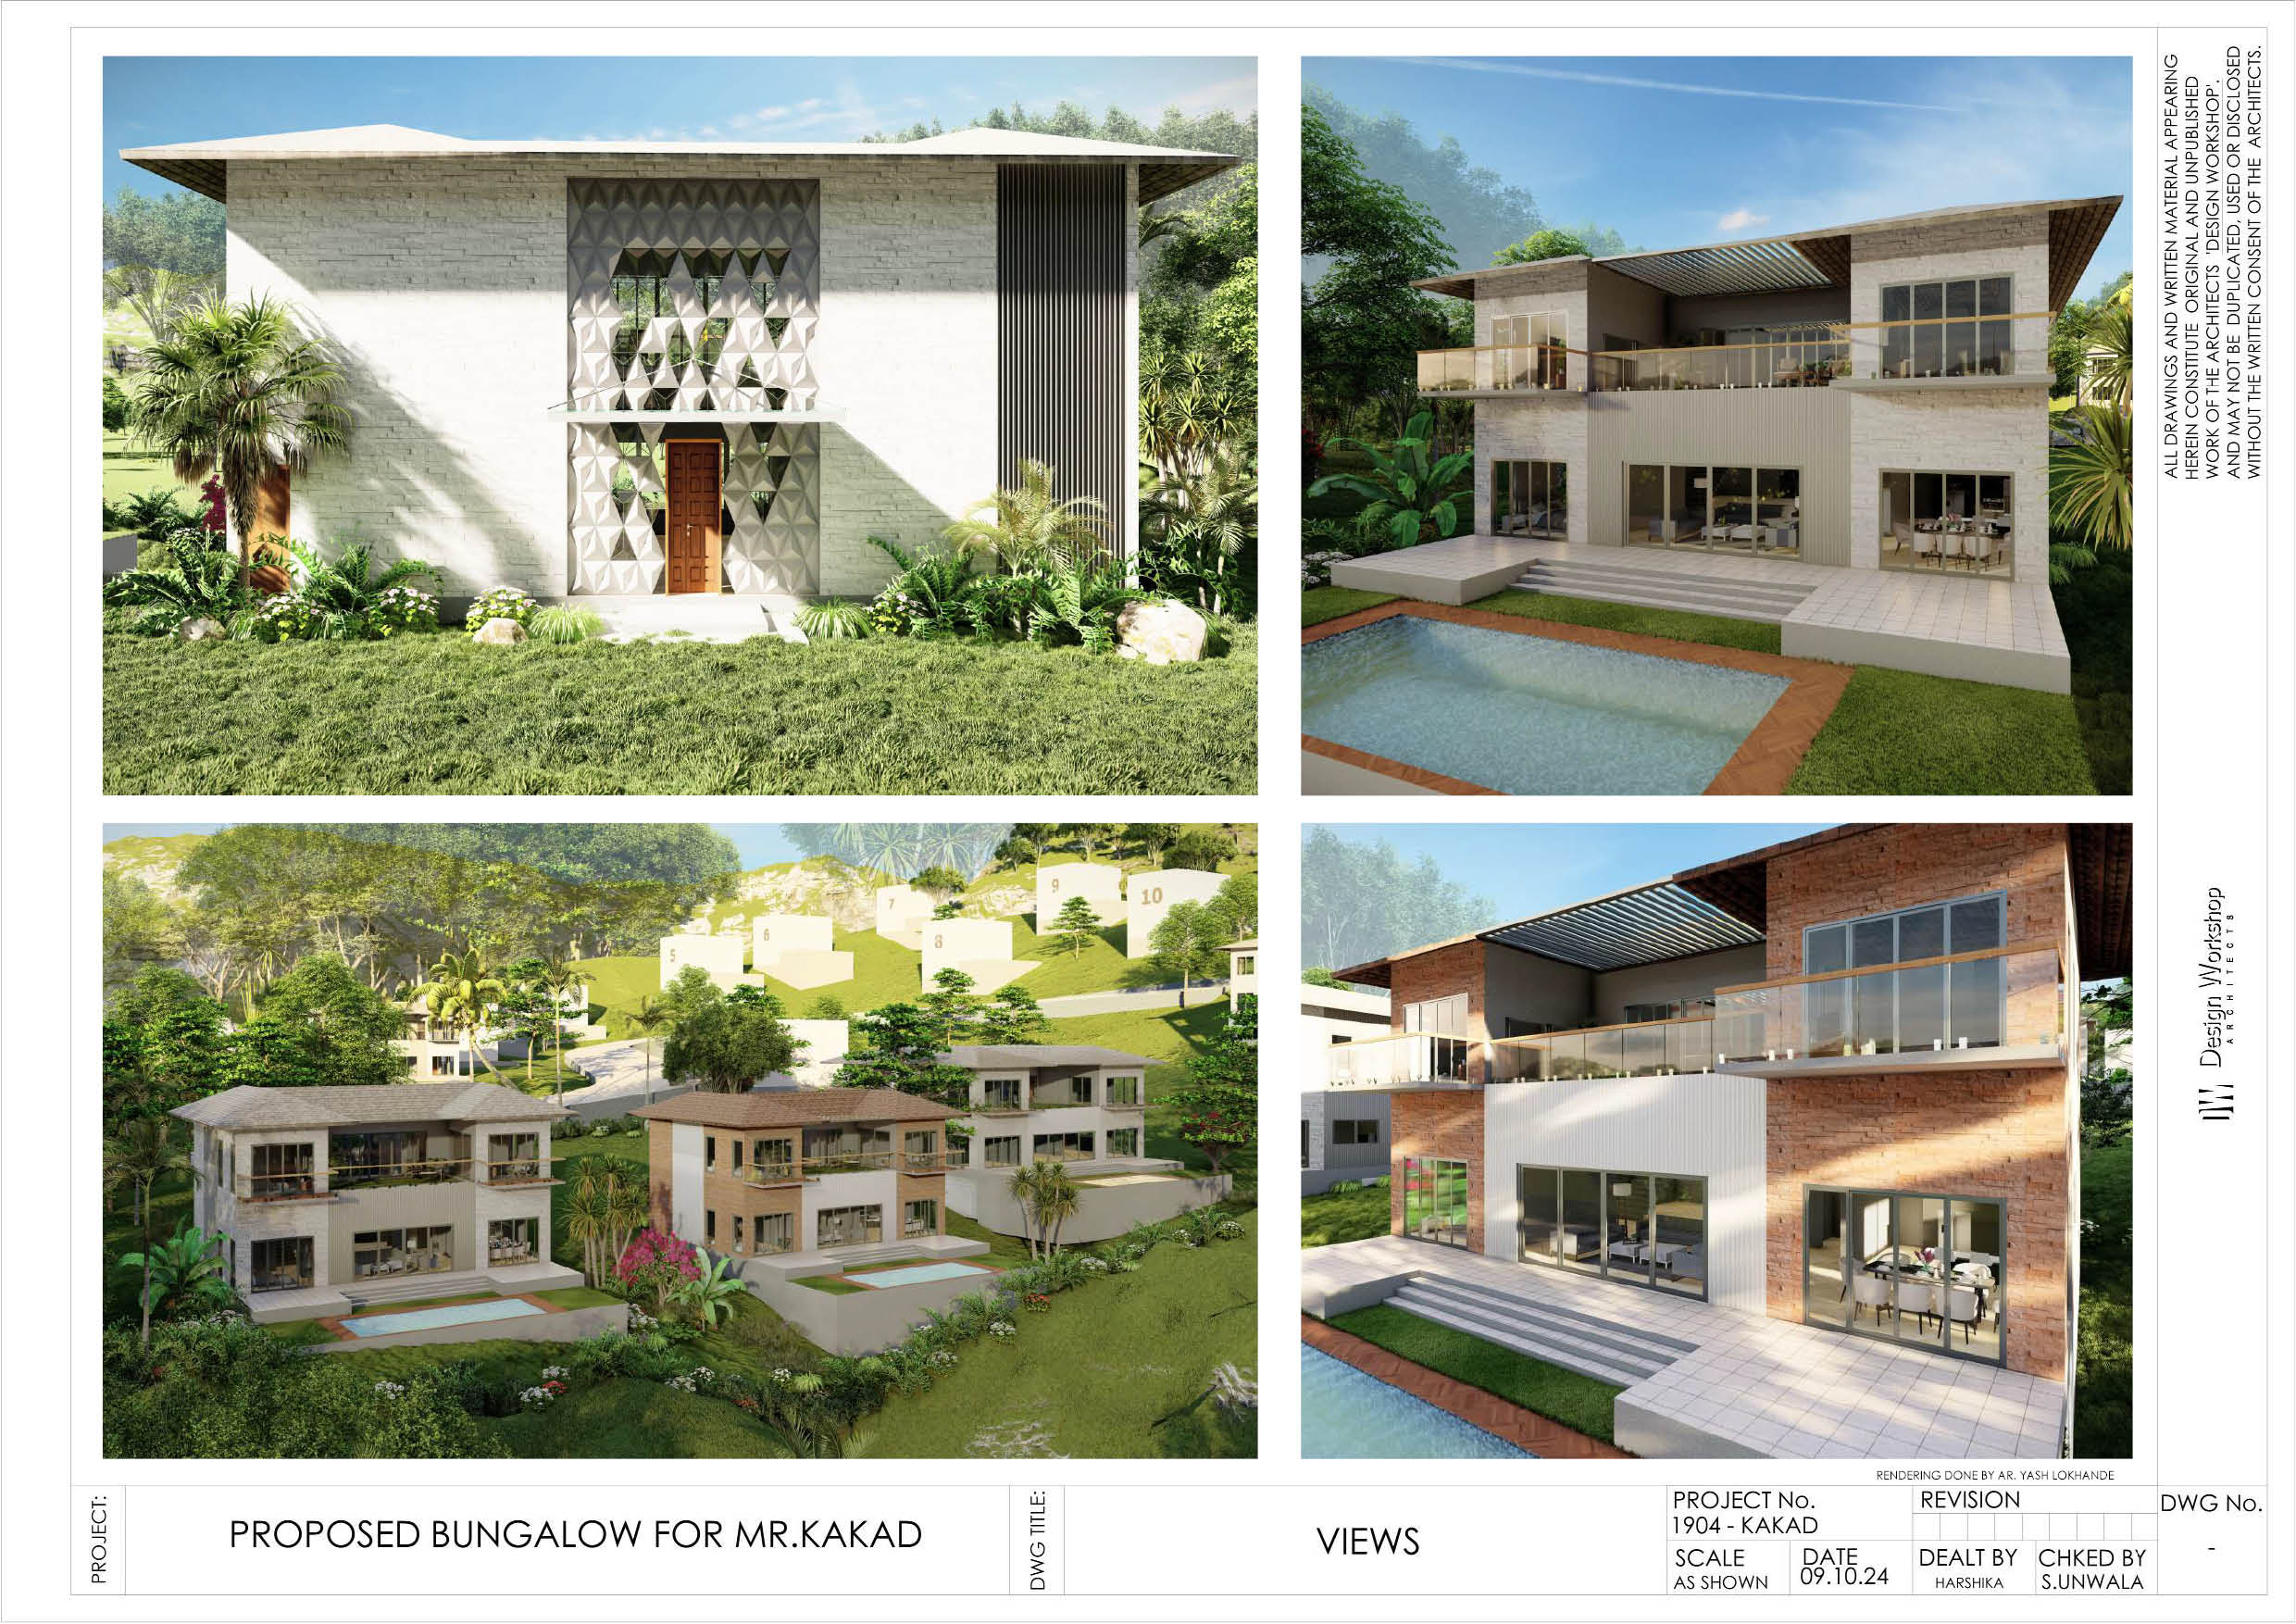 ALL DRAWINGS AND WRITTEN MATERIAL APPEARING
HEREIN CONSTITUTE ORIGINAL AND UNPUBLISHED
WORK OF THE ARCHITECTS 'DESIGN WORKSHOP'.
AND MAY NOT BE DUPLICATED, USED OR DISCLOSED
WITHOUT THE WRITTEN CONSENT OF THE ARCHITECTS.
5
6
7
8
9
10
Design Workshop
ARCHITECTS
RENDERING DONE BY AR. YASH LOKHANDE
PROJECT:
PROPOSED BUNGALOW FOR MR.KAKAD
DWG TITLE:
VIEWS
PROJECT No.
1904 - KAKAD
SCALE
AS SHOWN
DATE
09.10.24
REVISION
DEALT BY
HARSHIKA
CHKED BY
S.UNWALA
DWG No.
-